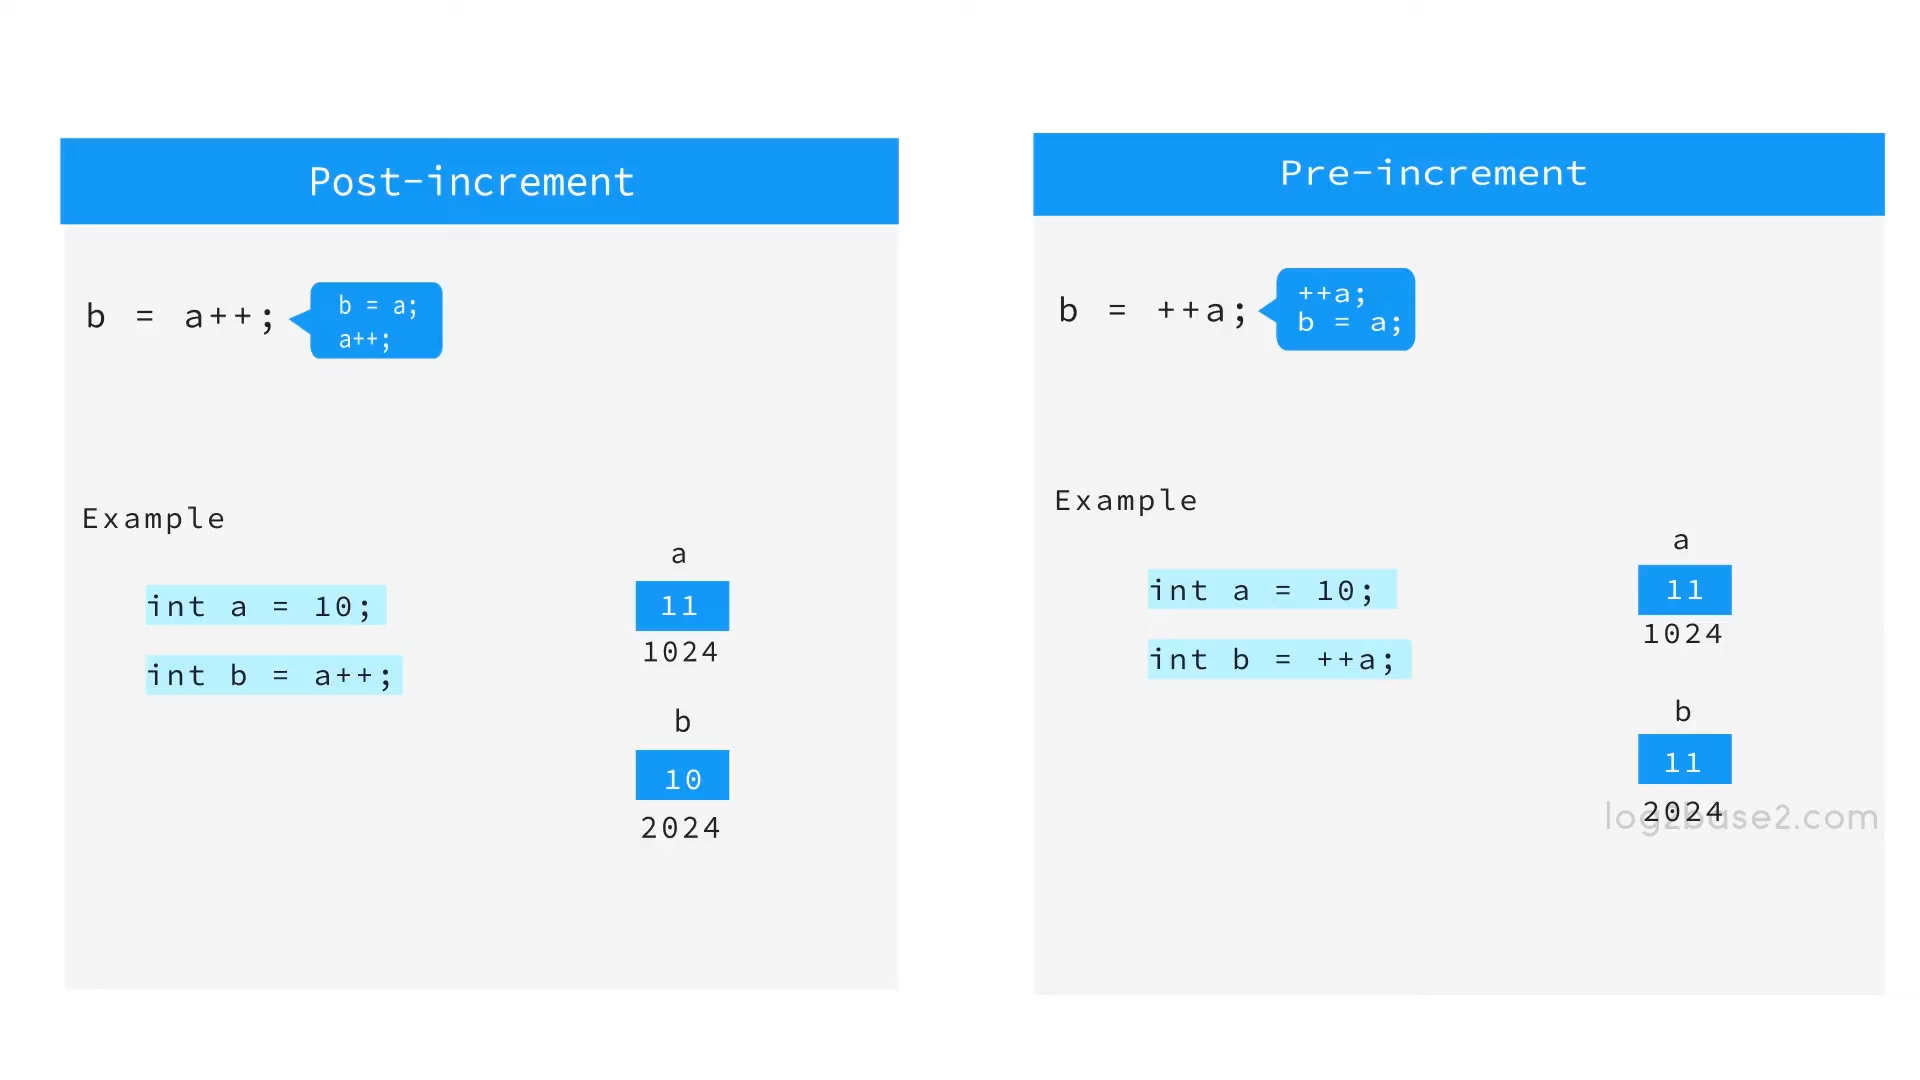 Post-increment
b = a++;
b = a;
a++;
Example
int a = 10;
int b = a++;
a
11
1024
b
10
2024
Pre-increment
b = ++a;
++a;
b = a;
Example
int a = 10;
int b = ++a;
a
11
1024
b
11
2024
log2base2.com